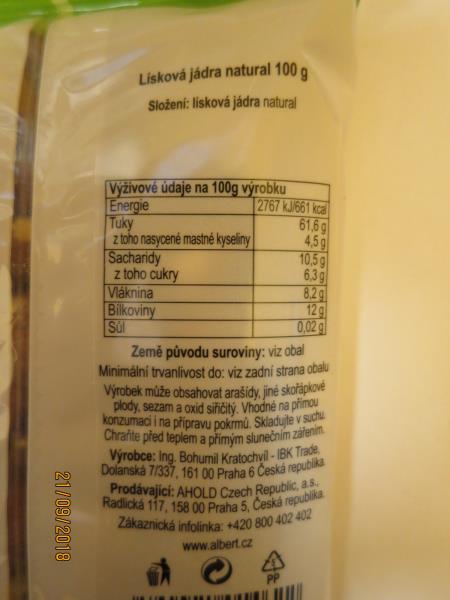 Lísková jádra natural 100 g
Složení: lísková jádra natural
Výživové údaje na 100g výrobku
Energie 2767 kJ/661 kcal
Tuky 61,6 g
z toho nasycené mastné kyseliny 4,5 g
Sacharidy 10,5 g
z toho cukry 6,3 g
Vláknina 8,2 g
Bílkoviny 12 g
Sůl 0,02 g
Země původu suroviny: viz obal
Minimální trvanlivost do: viz zadní strana obalu
Výrobek může obsahovat arašídy, jiné skořápkové
plody, sezam a oxid siřičitý. Vhodné na přímou
konzumaci i na přípravu pokrmů. Skladujte v suchu.
Chraňte před teplem a přímým slunečním zářením.
Výrobce: Ing. Bohumil Kratochvíl - IBK Trade,
Dolanská 7/337, 161 00 Praha 6 Česká republika
Prodávající: AHOLD Czech Republic, a.s.,
Radlická 117, 158 00 Praha 5, Česká republika
Zákaznická infolinka: +420 800 402 402
www.albert.cz
5
PP
21/09/2018